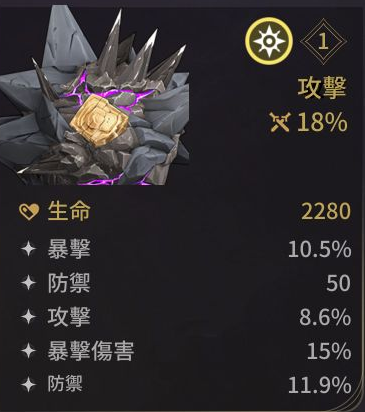 1
攻擊
18%
生命 2280
暴擊 10.5%
防禦 50
攻擊 8.6%
暴擊傷害 15%
防禦 11.9%